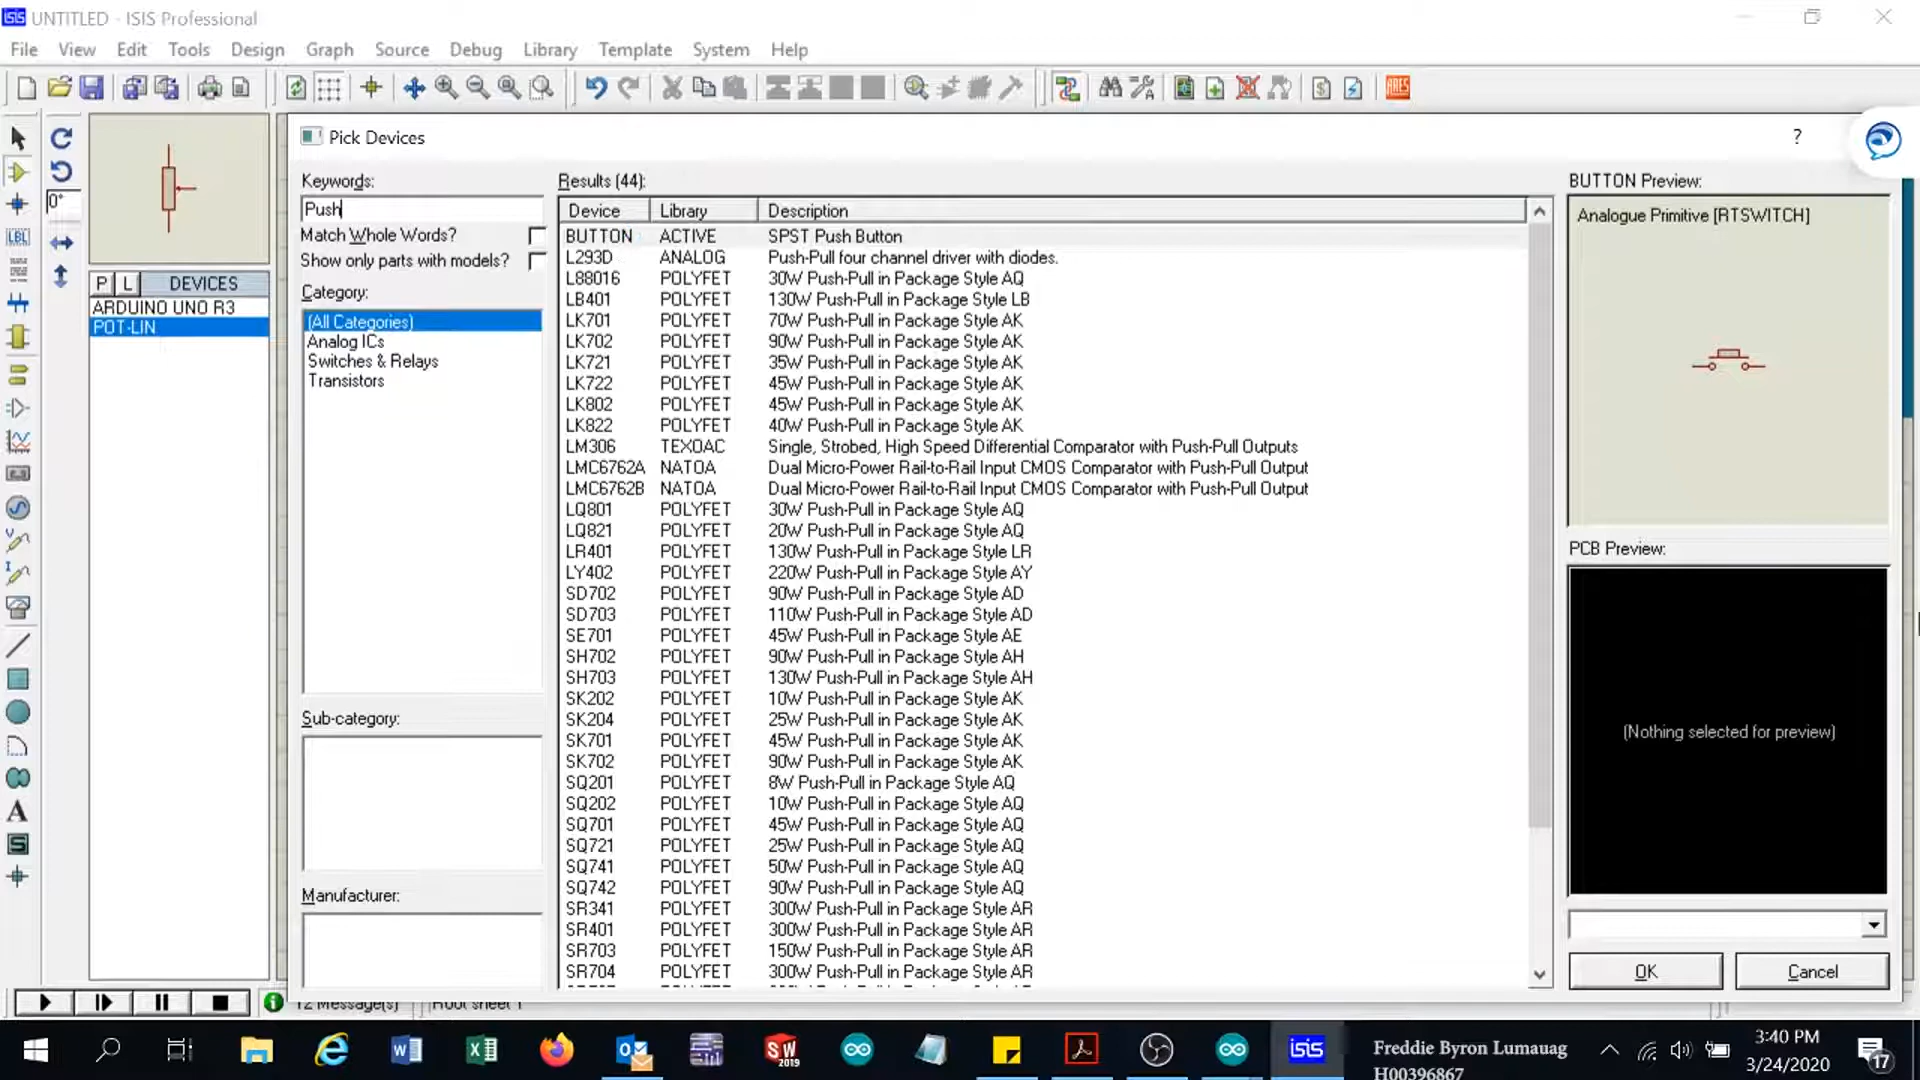 UNTITLED - ISIS Professional
File View Edit Tools Design Graph Source Debug Library Template System Help
ARES
Pick Devices
?
Keywords:
Push
Match Whole Words?
Show only parts with models?
Category:
(All Categories)
Analog ICs
Switches & Relays
Transistors
Sub-category:
Manufacturer:
0°
LBL
P L DEVICES
ARDUINO UNO R3
POT-LIN
Results (44):
Device Library Description
BUTTON ACTIVE SPST Push Button
L293D ANALOG Push-Pull four channel driver with diodes.
L88016 POLYFET 30W Push-Pull in Package Style AQ
LB401 POLYFET 130W Push-Pull in Package Style LB
LK701 POLYFET 70W Push-Pull in Package Style AK
LK702 POLYFET 90W Push-Pull in Package Style AK
LK721 POLYFET 35W Push-Pull in Package Style AK
LK722 POLYFET 45W Push-Pull in Package Style AK
LK802 POLYFET 45W Push-Pull in Package Style AK
LK822 POLYFET 40W Push-Pull in Package Style AK
LM306 TEXOAC Single, Strobed, High Speed Differential Comparator with Push-Pull Outputs
LMC6762A NATOA Dual Micro-Power Rail-to-Rail Input CMOS Comparator with Push-Pull Output
LMC6762B NATOA Dual Micro-Power Rail-to-Rail Input CMOS Comparator with Push-Pull Output
LQ801 POLYFET 30W Push-Pull in Package Style AQ
LQ821 POLYFET 20W Push-Pull in Package Style AQ
LR401 POLYFET 130W Push-Pull in Package Style LR
LY402 POLYFET 220W Push-Pull in Package Style AY
SD702 POLYFET 90W Push-Pull in Package Style AD
SD703 POLYFET 110W Push-Pull in Package Style AD
SE701 POLYFET 45W Push-Pull in Package Style AE
SH702 POLYFET 90W Push-Pull in Package Style AH
SH703 POLYFET 130W Push-Pull in Package Style AH
SK202 POLYFET 10W Push-Pull in Package Style AK
SK204 POLYFET 25W Push-Pull in Package Style AK
SK701 POLYFET 45W Push-Pull in Package Style AK
SK702 POLYFET 90W Push-Pull in Package Style AK
SQ201 POLYFET 8W Push-Pull in Package Style AQ
SQ202 POLYFET 10W Push-Pull in Package Style AQ
SQ701 POLYFET 45W Push-Pull in Package Style AQ
SQ721 POLYFET 25W Push-Pull in Package Style AQ
SQ741 POLYFET 50W Push-Pull in Package Style AQ
SQ742 POLYFET 90W Push-Pull in Package Style AQ
SR341 POLYFET 300W Push-Pull in Package Style AR
SR401 POLYFET 300W Push-Pull in Package Style AR
SR703 POLYFET 150W Push-Pull in Package Style AR
SR704 POLYFET 300W Push-Pull in Package Style AR
BUTTON Preview:
Analogue Primitive [RTSWITCH]
PCB Preview:
(Nothing selected for preview)
OK Cancel
12 Message(s) Root sheet 1
SW 2019
isis
Freddie Byron Lumauag
H00396867
3:40 PM
3/24/2020
17